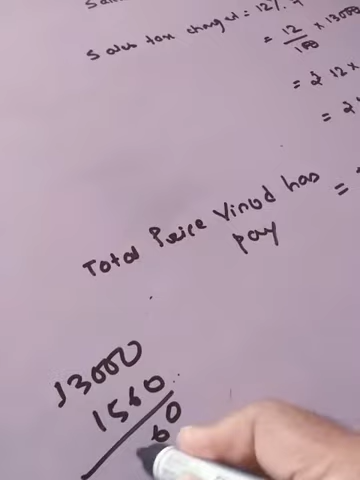 Sales tax charged = 12%
= 12/100 × 13000
= ₹ 12 ×
= ₹
Total Price Vinod has =
pay
13000
1560
60